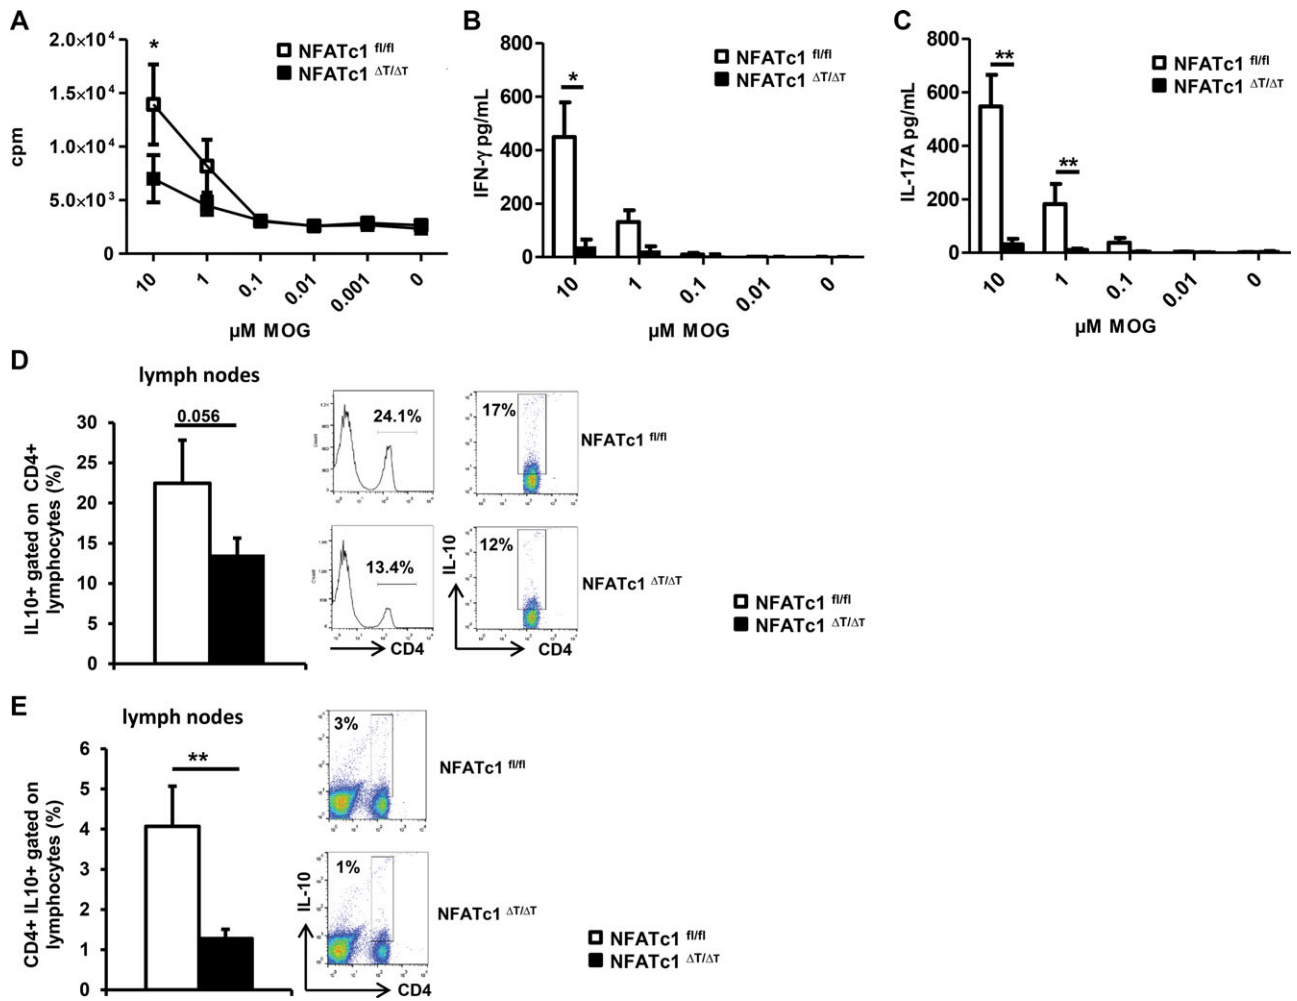 A
2.0×10⁴
1.5×10⁴
1.0×10⁴
5.0×10³
0
cpm
*
NFATc1 fl/fl
NFATc1 ΔT/ΔT
10 1 0.1 0.01 0.001 0
µM MOG
B
800
600
400
200
0
IFN-γ pg/mL
*
NFATc1 fl/fl
NFATc1 ΔT/ΔT
10 1 0.1 0.01 0
µM MOG
C
800
600
400
200
0
IL-17A pg/mL
**
**
NFATc1 fl/fl
NFATc1 ΔT/ΔT
10 1 0.1 0.01 0
µM MOG
D
lymph nodes
30
25
20
15
10
5
0
IL10+ gated on CD4+
lymphocytes (%)
0.056
24.1%
17%
NFATc1 fl/fl
13.4%
12%
NFATc1 ΔT/ΔT
IL-10
CD4
CD4
NFATc1 fl/fl
NFATc1 ΔT/ΔT
E
lymph nodes
6
5
4
3
2
1
0
CD4+ IL10+ gated on
lymphocytes (%)
**
3%
NFATc1 fl/fl
1%
NFATc1 ΔT/ΔT
IL-10
CD4
NFATc1 fl/fl
NFATc1 ΔT/ΔT